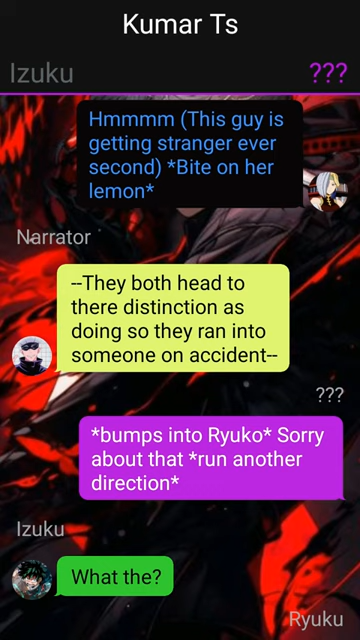 Kumar Ts
Izuku
???
Hmmmm (This guy is
getting stranger ever
second) *Bite on her
lemon*
Narrator
--They both head to
there distinction as
doing so they ran into
someone on accident--
???
*bumps into Ryuko* Sorry
about that *run another
direction*
Izuku
What the?
Ryuku